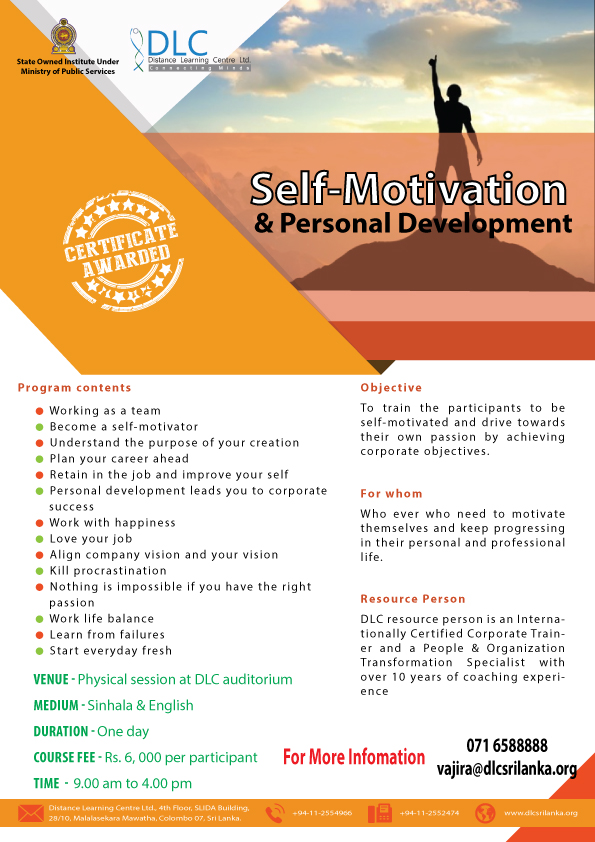 State Owned Institute Under
Ministry of Public Services
DLC
Distance Learning Centre Ltd.
Connecting Minds
Self-Motivation
& Personal Development
CERTIFICATE
AWARDED
Program contents
Working as a team
Become a self-motivator
Understand the purpose of your creation
Plan your career ahead
Retain in the job and improve your self
Personal development leads you to corporate
success
Work with happiness
Love your job
Align company vision and your vision
Kill procrastination
Nothing is impossible if you have the right
passion
Work life balance
Learn from failures
Start everyday fresh
Objective
To train the participants to be
self-motivated and drive towards
their own passion by achieving
corporate objectives.
For whom
Who ever who need to motivate
themselves and keep progressing
in their personal and professional
life.
Resource Person
DLC resource person is an Interna-
tionally Certified Corporate Train-
er and a People & Organization
Transformation Specialist with
over 10 years of coaching experi-
ence
VENUE - Physical session at DLC auditorium
MEDIUM - Sinhala & English
DURATION - One day
COURSE FEE - Rs. 6, 000 per participant
TIME - 9.00 am to 4.00 pm
For More Infomation
071 6588888
vajira@dlcsrilanka.org
Distance Learning Centre Ltd., 4th Floor, SLIDA Building,
28/10, Malalasekara Mawatha, Colombo 07, Sri Lanka.
+94-11-2554966
+94-11-2552474
www.dlcsrilanka.org